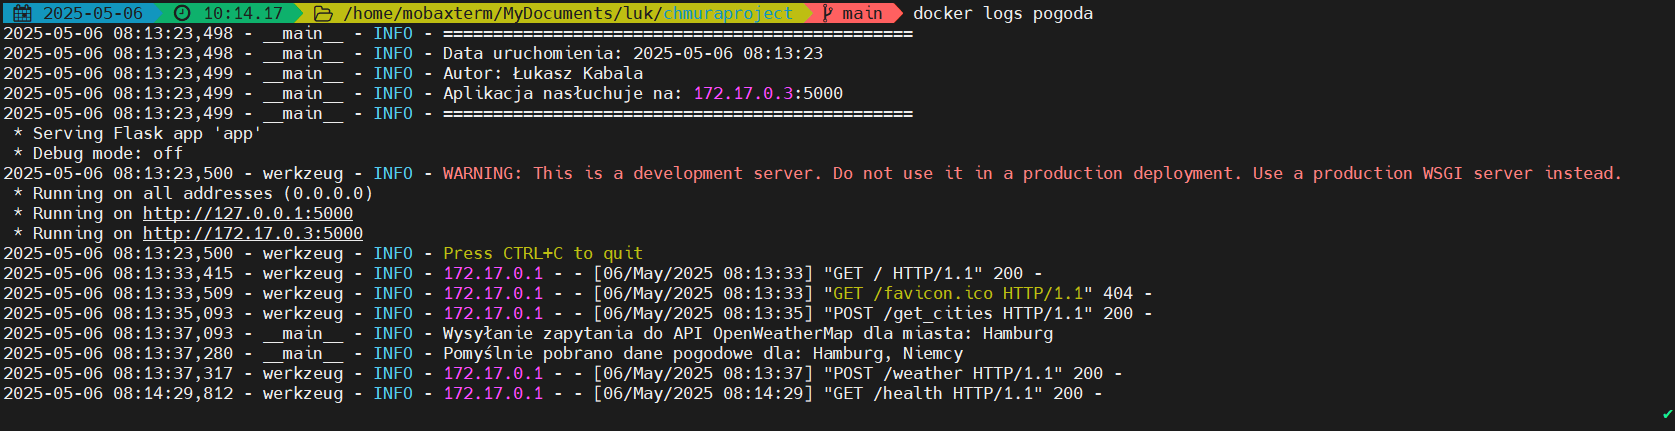 2025-05-06 10:14.17 /home/mobaxterm/MyDocuments/luk/chmuraproject main docker logs pogoda
2025-05-06 08:13:23,498 - __main__ - INFO - ===============================================
2025-05-06 08:13:23,498 - __main__ - INFO - Data uruchomienia: 2025-05-06 08:13:23
2025-05-06 08:13:23,499 - __main__ - INFO - Autor: Łukasz Kabala
2025-05-06 08:13:23,499 - __main__ - INFO - Aplikacja nasłuchuje na: 172.17.0.3:5000
2025-05-06 08:13:23,499 - __main__ - INFO - ===============================================
 * Serving Flask app 'app'
 * Debug mode: off
2025-05-06 08:13:23,500 - werkzeug - INFO - WARNING: This is a development server. Do not use it in a production deployment. Use a production WSGI server instead.
 * Running on all addresses (0.0.0.0)
 * Running on http://127.0.0.1:5000
 * Running on http://172.17.0.3:5000
2025-05-06 08:13:23,500 - werkzeug - INFO - Press CTRL+C to quit
2025-05-06 08:13:33,415 - werkzeug - INFO - 172.17.0.1 - - [06/May/2025 08:13:33] "GET / HTTP/1.1" 200 -
2025-05-06 08:13:33,509 - werkzeug - INFO - 172.17.0.1 - - [06/May/2025 08:13:33] "GET /favicon.ico HTTP/1.1" 404 -
2025-05-06 08:13:35,093 - werkzeug - INFO - 172.17.0.1 - - [06/May/2025 08:13:35] "POST /get_cities HTTP/1.1" 200 -
2025-05-06 08:13:37,093 - __main__ - INFO - Wysyłanie zapytania do API OpenWeatherMap dla miasta: Hamburg
2025-05-06 08:13:37,280 - __main__ - INFO - Pomyślnie pobrano dane pogodowe dla: Hamburg, Niemcy
2025-05-06 08:13:37,317 - werkzeug - INFO - 172.17.0.1 - - [06/May/2025 08:13:37] "POST /weather HTTP/1.1" 200 -
2025-05-06 08:14:29,812 - werkzeug - INFO - 172.17.0.1 - - [06/May/2025 08:14:29] "GET /health HTTP/1.1" 200 -